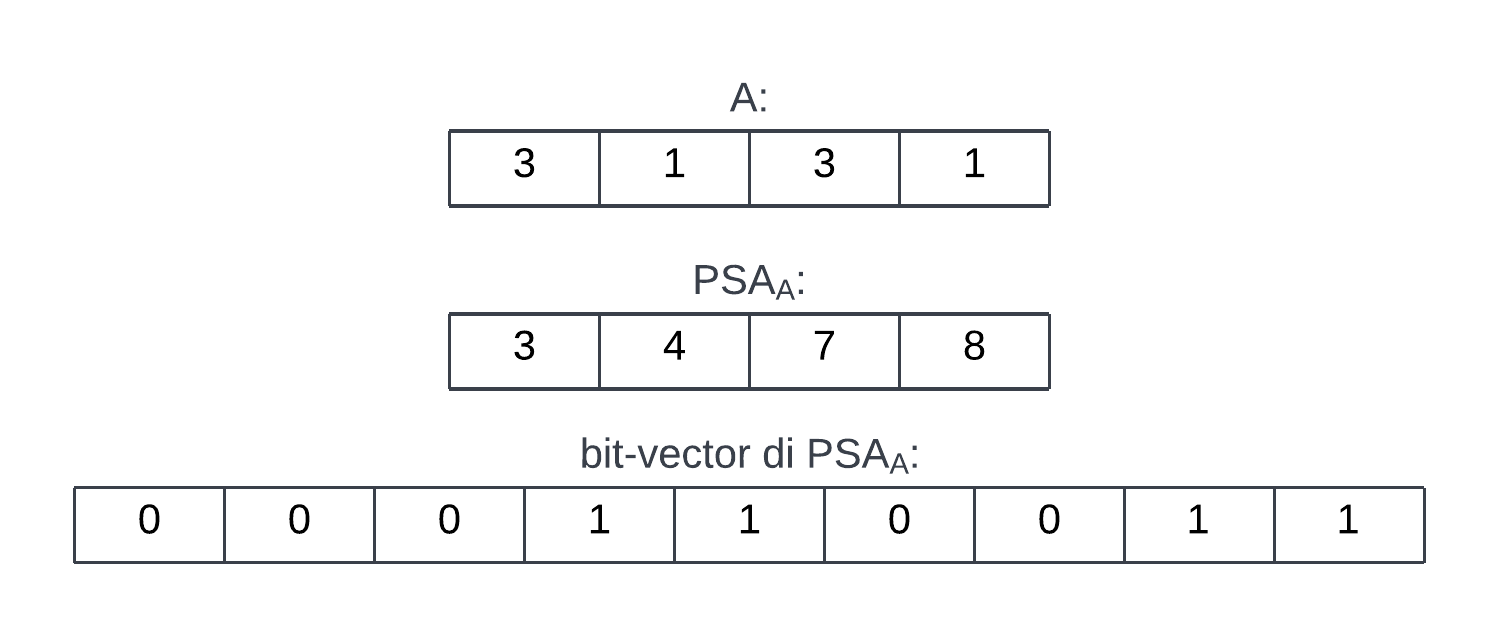 A:
3 1 3 1
PSA_A:
3 4 7 8
bit-vector di PSA_A:
0 0 0 1 1 0 0 1 1